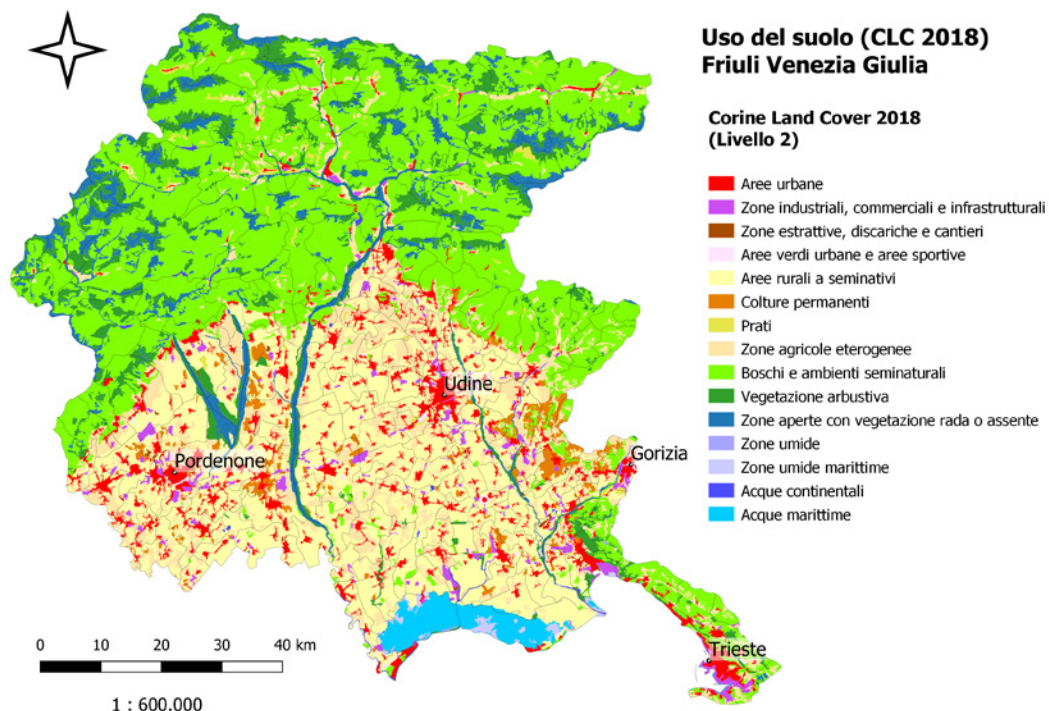 Uso del suolo (CLC 2018)
Friuli Venezia Giulia
Corine Land Cover 2018
(Livello 2)
Aree urbane
Zone industriali, commerciali e infrastrutturali
Zone estrattive, discariche e cantieri
Aree verdi urbane e aree sportive
Aree rurali a seminativi
Colture permanenti
Prati
Zone agricole eterogenee
Boschi e ambienti seminaturali
Vegetazione arbustiva
Zone aperte con vegetazione rada o assente
Zone umide
Zone umide marittime
Acque continentali
Acque marittime
Udine
Pordenone
Gorizia
Trieste
0 10 20 30 40 km
1 : 600.000